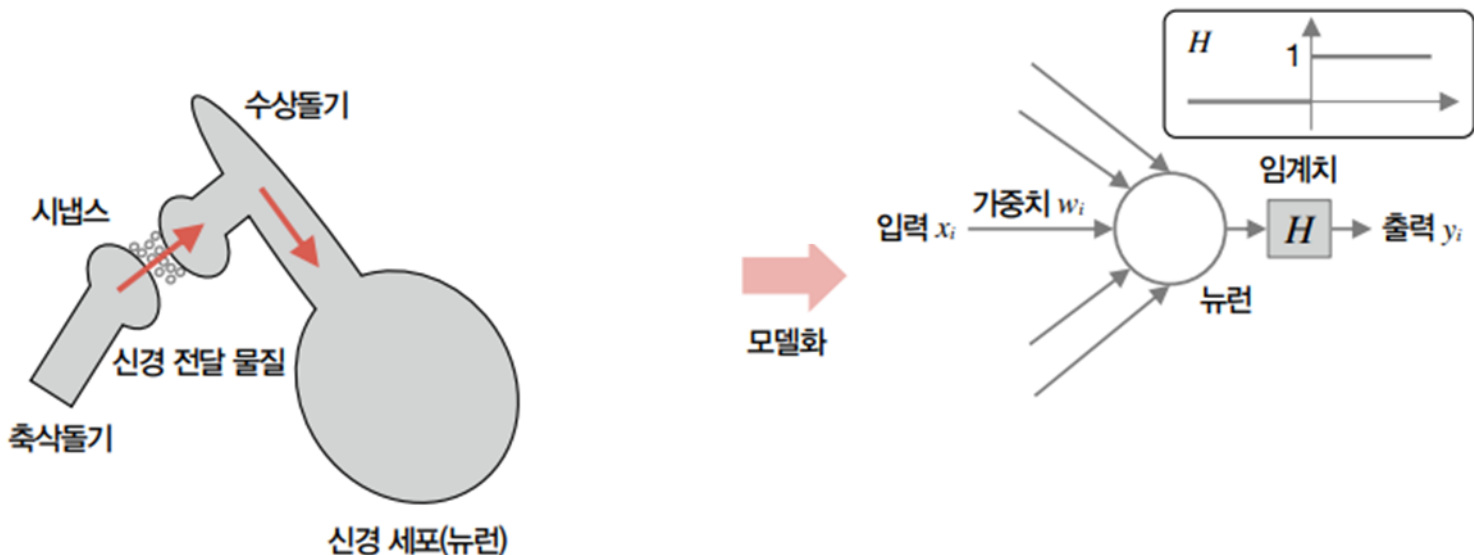 수상돌기
시냅스
신경 전달 물질
축삭돌기
신경 세포(뉴런)
모델화
H
1
임계치
입력 xᵢ
가중치 wᵢ
H
출력 yᵢ
뉴런